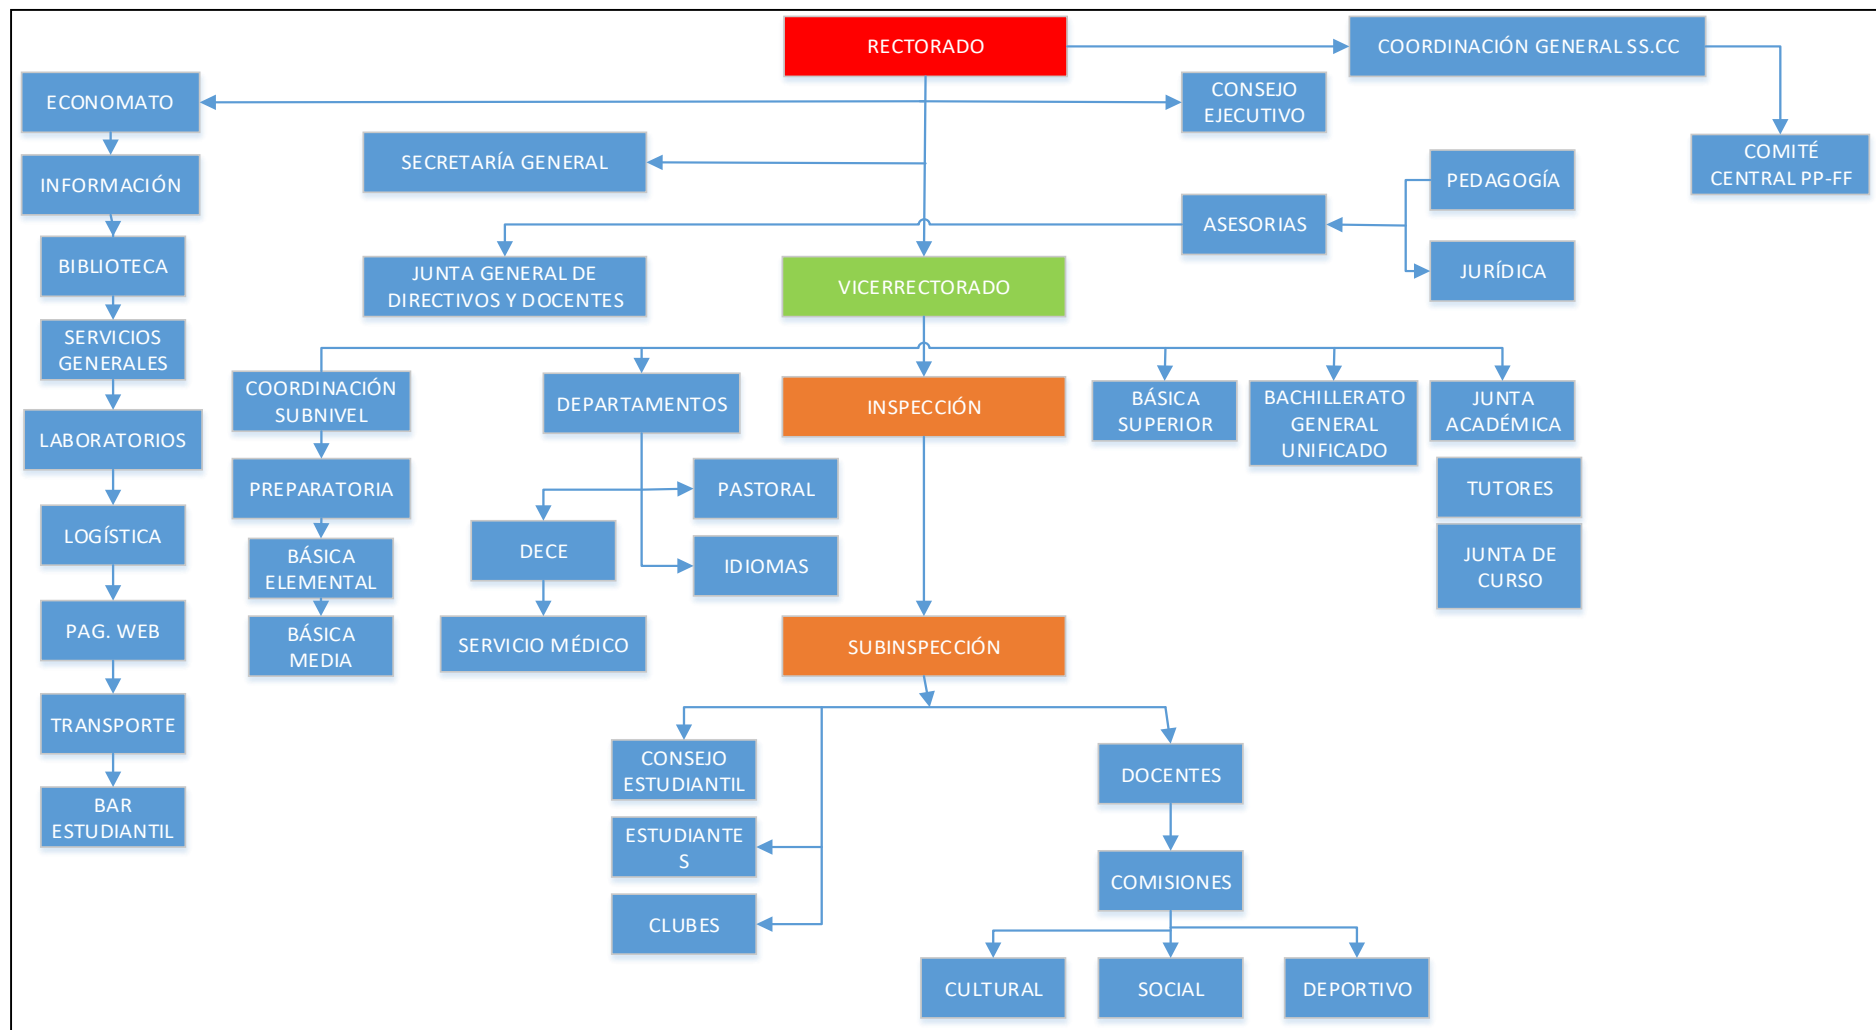 RECTORADO
COORDINACIÓN GENERAL SS.CC
ECONOMATO
CONSEJO
EJECUTIVO
SECRETARÍA GENERAL
COMITÉ
CENTRAL PP-FF
INFORMACIÓN
PEDAGOGÍA
ASESORIAS
BIBLIOTECA
JUNTA GENERAL DE
DIRECTIVOS Y DOCENTES
VICERRECTORADO
JURÍDICA
SERVICIOS
GENERALES
COORDINACIÓN
SUBNIVEL
DEPARTAMENTOS
INSPECCIÓN
BÁSICA
SUPERIOR
BACHILLERATO
GENERAL
UNIFICADO
JUNTA
ACADÉMICA
LABORATORIOS
PREPARATORIA
PASTORAL
TUTORES
LOGÍSTICA
DECE
IDIOMAS
BÁSICA
ELEMENTAL
JUNTA DE
CURSO
PAG. WEB
BÁSICA
MEDIA
SERVICIO MÉDICO
SUBINSPECCIÓN
TRANSPORTE
CONSEJO
ESTUDIANTIL
DOCENTES
BAR
ESTUDIANTIL
ESTUDIANTE
S
COMISIONES
CLUBES
CULTURAL
SOCIAL
DEPORTIVO